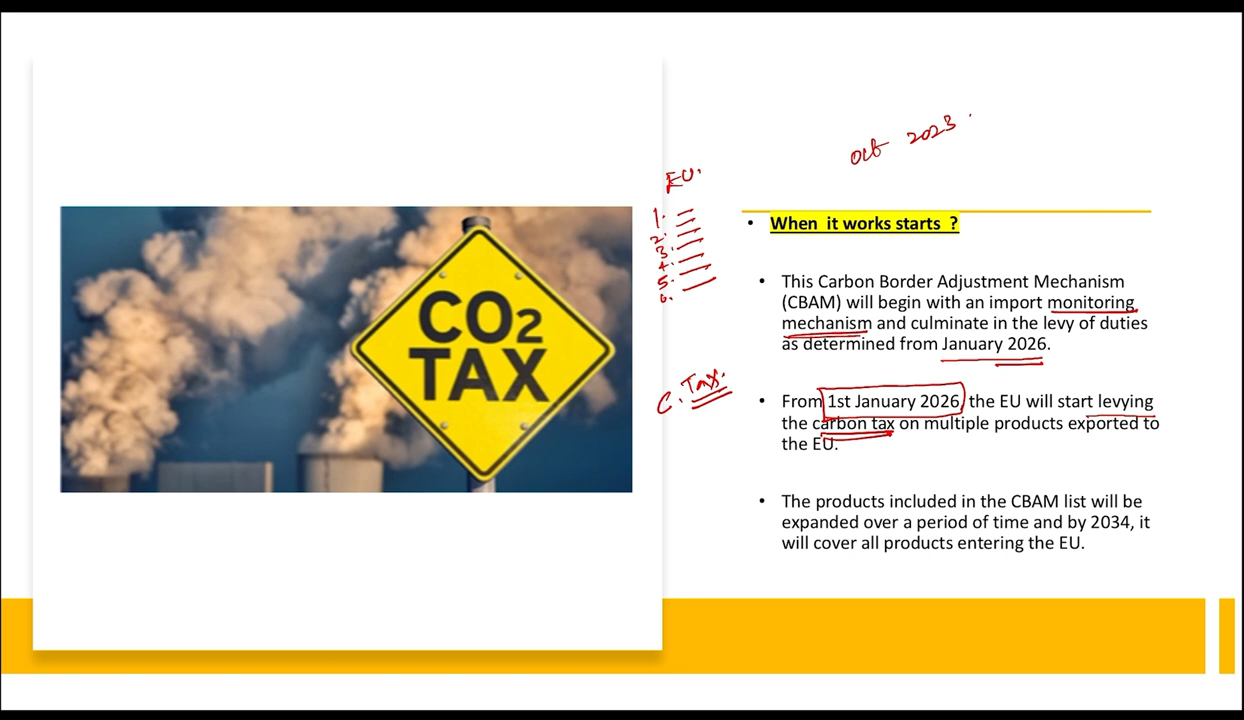 CO2
TAX
Oct 2023.
EU.
1.
2.
3.
4.
5.
6.
C. Tax.
• When it works starts ?
• This Carbon Border Adjustment Mechanism
(CBAM) will begin with an import monitoring
mechanism and culminate in the levy of duties
as determined from January 2026.
• From 1st January 2026, the EU will start levying
the carbon tax on multiple products exported to
the EU.
• The products included in the CBAM list will be
expanded over a period of time and by 2034, it
will cover all products entering the EU.